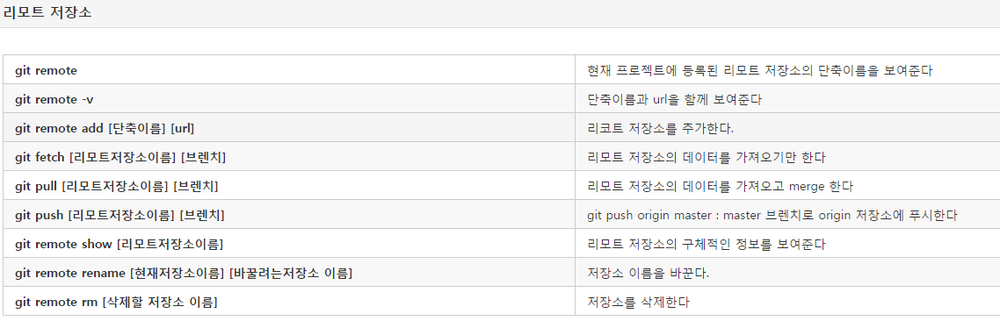 리모트 저장소
git remote 현재 프로젝트에 등록된 리모트 저장소의 단축이름을 보여준다
git remote -v 단축이름과 url을 함께 보여준다
git remote add [단축이름] [url] 리코트 저장소를 추가한다.
git fetch [리모트저장소이름] [브렌치] 리모트 저장소의 데이터를 가져오기만 한다
git pull [리모트저장소이름] [브렌치] 리모트 저장소의 데이터를 가져오고 merge 한다
git push [리모트저장소이름] [브렌치] git push origin master : master 브렌치로 origin 저장소에 푸시한다
git remote show [리모트저장소이름] 리모트 저장소의 구체적인 정보를 보여준다
git remote rename [현재저장소이름] [바꿀려는저장소 이름] 저장소 이름을 바꾼다.
git remote rm [삭제할 저장소 이름] 저장소를 삭제한다